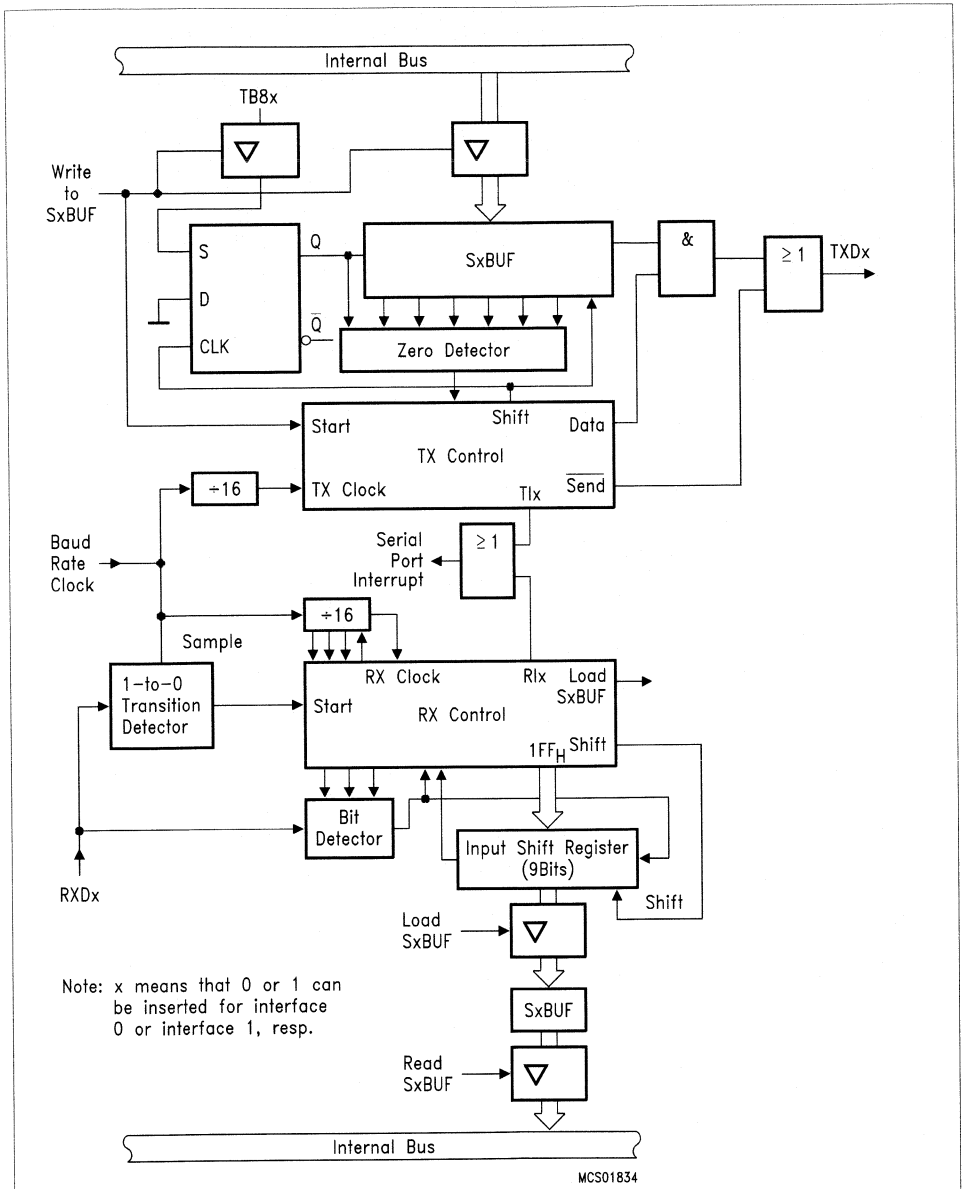 Internal Bus
TB8x
Write
to
SxBUF
S
D
CLK
Q
Q̅
SxBUF
&
≥ 1
TXDx
Zero Detector
Shift
Start
Data
TX Control
÷16
TX Clock
TIx
S̅e̅n̅d̅
Baud
Rate
Clock
Serial
Port
Interrupt
≥ 1
÷16
Sample
1-to-0
Transition
Detector
RX Clock
RIx
Load
SxBUF
Start
RX Control
1FFH
Shift
Bit
Detector
Input Shift Register
(9Bits)
RXDx
Shift
Load
SxBUF
Note: x means that 0 or 1 can
be inserted for interface
0 or interface 1, resp.
SxBUF
Read
SxBUF
Internal Bus
MCS01834